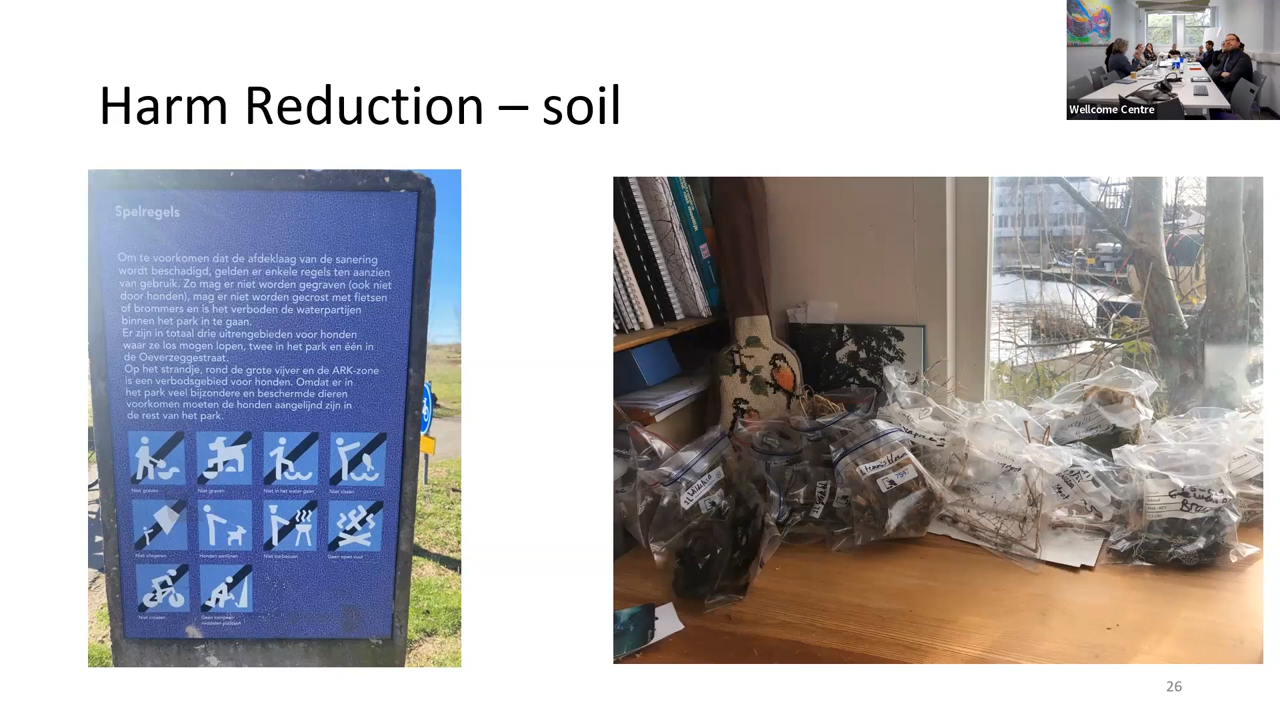 Harm Reduction – soil
Wellcome Centre
Spelregels
Om te voorkomen dat de afdeklaag van de sanering
wordt beschadigd, gelden er enkele regels ten aanzien
van gebruik. Zo mag er niet worden gegraven (ook niet
door honden), mag er niet worden gecrost met fietsen
of brommers en is het verboden de waterpartijen
binnen het park in te gaan.
Er zijn in totaal drie uitrengebieden voor honden
waar ze los mogen lopen, twee in het park en één in
de Oeverzeggestraat.
Op het strandje, rond de grote vijver en de ARK-zone
is een verbodsgebied voor honden. Omdat er in
het park veel bijzondere en beschermde dieren
voorkomen moeten de honden aangelijnd zijn in
de rest van het park.
Niet graven
Niet graven
Niet in het water gaan
Niet vissen
Niet vliegeren
Honden aanlijnen
Niet barbecuen
Geen open vuur
Niet crossen
26